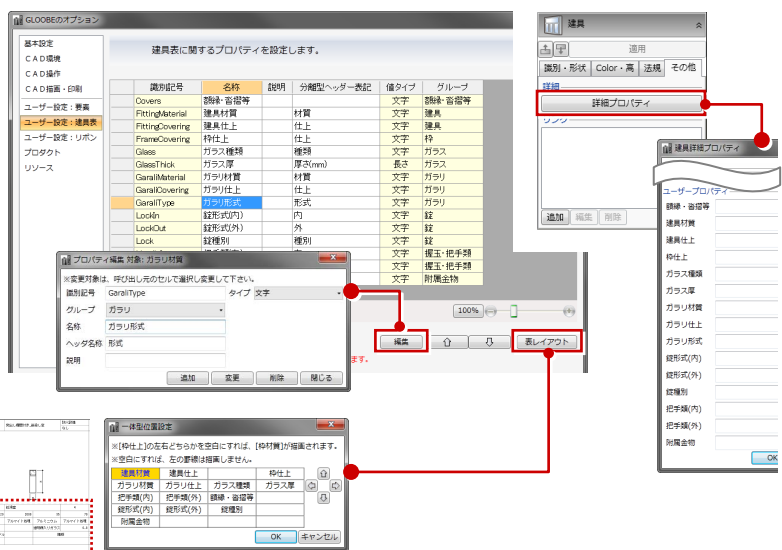 GLOOBEのオプション
基本設定
ＣＡＤ環境
ＣＡＤ操作
ＣＡＤ描画・印刷
ユーザー設定：要素
ユーザー設定：建具表
ユーザー設定：リボン
プロダクト
リソース
建具表に関するプロパティを設定します。
識別記号 名称 説明 分離型ヘッダー表記 値タイプ グループ
Covers 額縁・沓摺等 文字 額縁・沓摺等
FittingMaterial 建具材質 材質 文字 建具
FittingCovering 建具仕上 仕上 文字 建具
FrameCovering 枠仕上 仕上 文字 枠
Glass ガラス種類 種類 文字 ガラス
GlassThick ガラス厚 厚さ(mm) 長さ ガラス
GaraliMaterial ガラリ材質 材質 文字 ガラリ
GaraliCovering ガラリ仕上 仕上 文字 ガラリ
GaraliType ガラリ形式 形式 文字 ガラリ
LockIn 錠形式(内) 内 文字 錠
LockOut 錠形式(外) 外 文字 錠
Lock 錠種別 種別 文字 錠
文字 握玉・把手類
文字 握玉・把手類
文字 附属金物
100%
編集 表レイアウト
ます。
プロパティ編集 対象: ガラリ材質
※変更対象は、呼び出し元のセルで選択し変更して下さい。
識別記号 GaraliType タイプ 文字
グループ ガラリ
名称 ガラリ形式
ヘッダ名称 形式
説明
追加 変更 削除 閉じる
建具
適用
識別・形状 Color・高 法規 その他
詳細
詳細プロパティ
リンク
追加 編集 削除
建具詳細プロパティ
ユーザープロパティ
額縁・沓摺等
建具材質
建具仕上
枠仕上
ガラス種類
ガラス厚
ガラリ材質
ガラリ仕上
ガラリ形式
錠形式(内)
錠形式(外)
錠種別
把手類(内)
把手類(外)
附属金物
OK
一体型位置設定
※[枠仕上]の左右どちらかを空白にすれば、[枠材質]が描画されます。
※空白にすれば、左の罫線は描画しません。
建具材質 建具仕上 枠仕上
ガラリ材質 ガラリ仕上 ガラス種類 ガラス厚
把手類(内) 把手類(外) 額縁・沓摺等
錠形式(内) 錠形式(外) 錠種別
附属金物
OK キャンセル